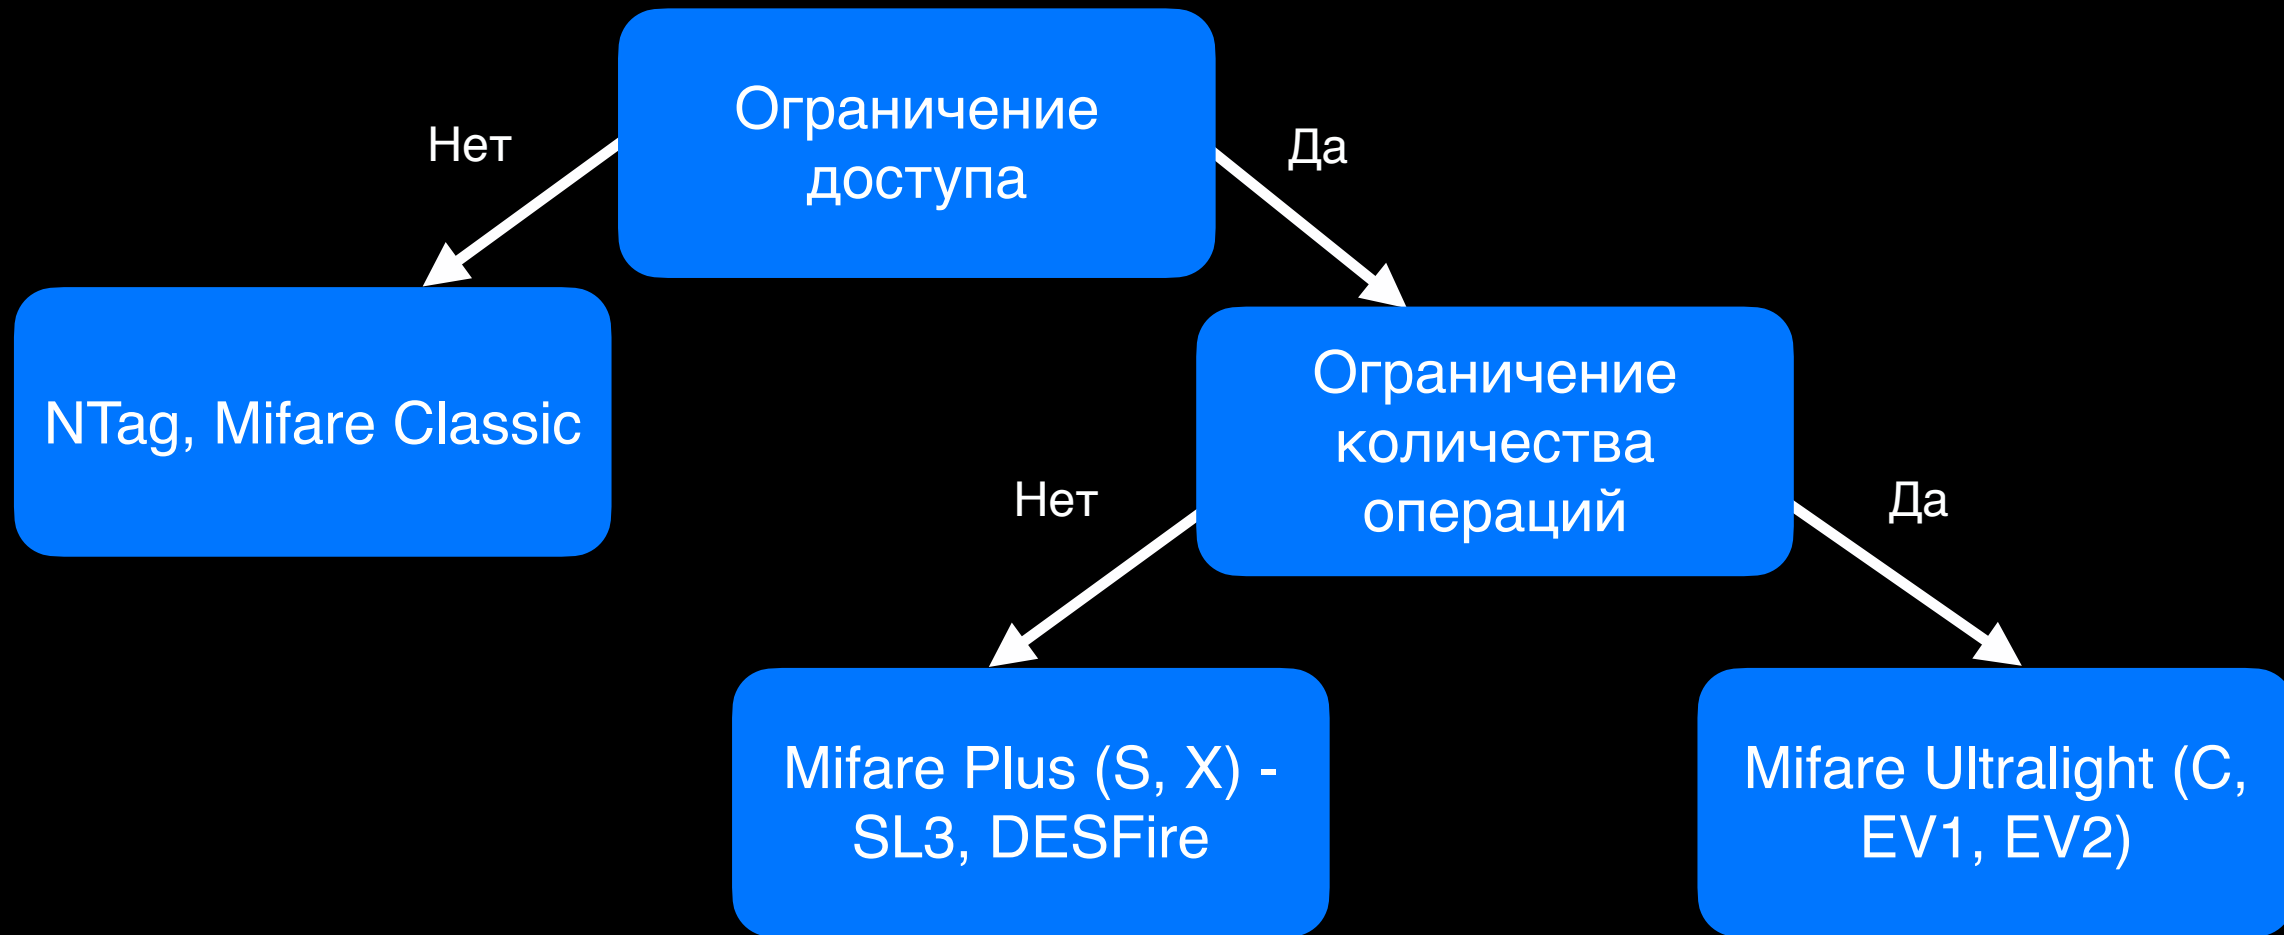 Ограничение
доступа
Нет
Да
NTag, Mifare Classic
Ограничение
количества
операций
Нет
Да
Mifare Plus (S, X) -
SL3, DESFire
Mifare Ultralight (C,
EV1, EV2)